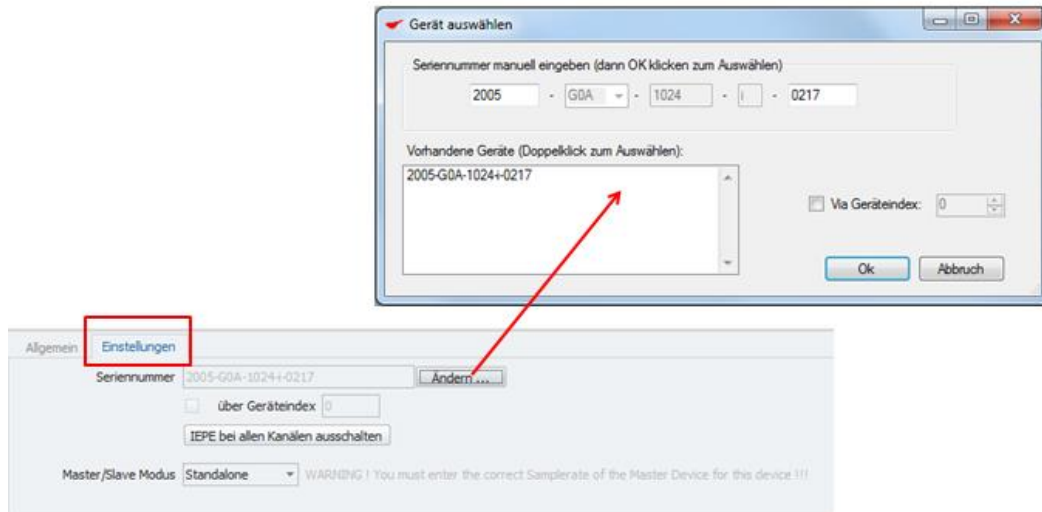 Gerät auswählen
Seriennummer manuell eingeben (dann OK klicken zum Auswählen)
2005 - G0A - 1024 - i - 0217
Vorhandene Geräte (Doppelklick zum Auswählen):
2005-G0A-1024-i-0217
Via Geräteindex: 0
Ok Abbruch
Allgemein Einstellungen
Seriennummer 2005-G0A-1024-i-0217 Ändern ...
über Geräteindex 0
IEPE bei allen Kanälen ausschalten
Master/Slave Modus Standalone WARNING ! You must enter the correct Samplerate of the Master Device for this device !!!